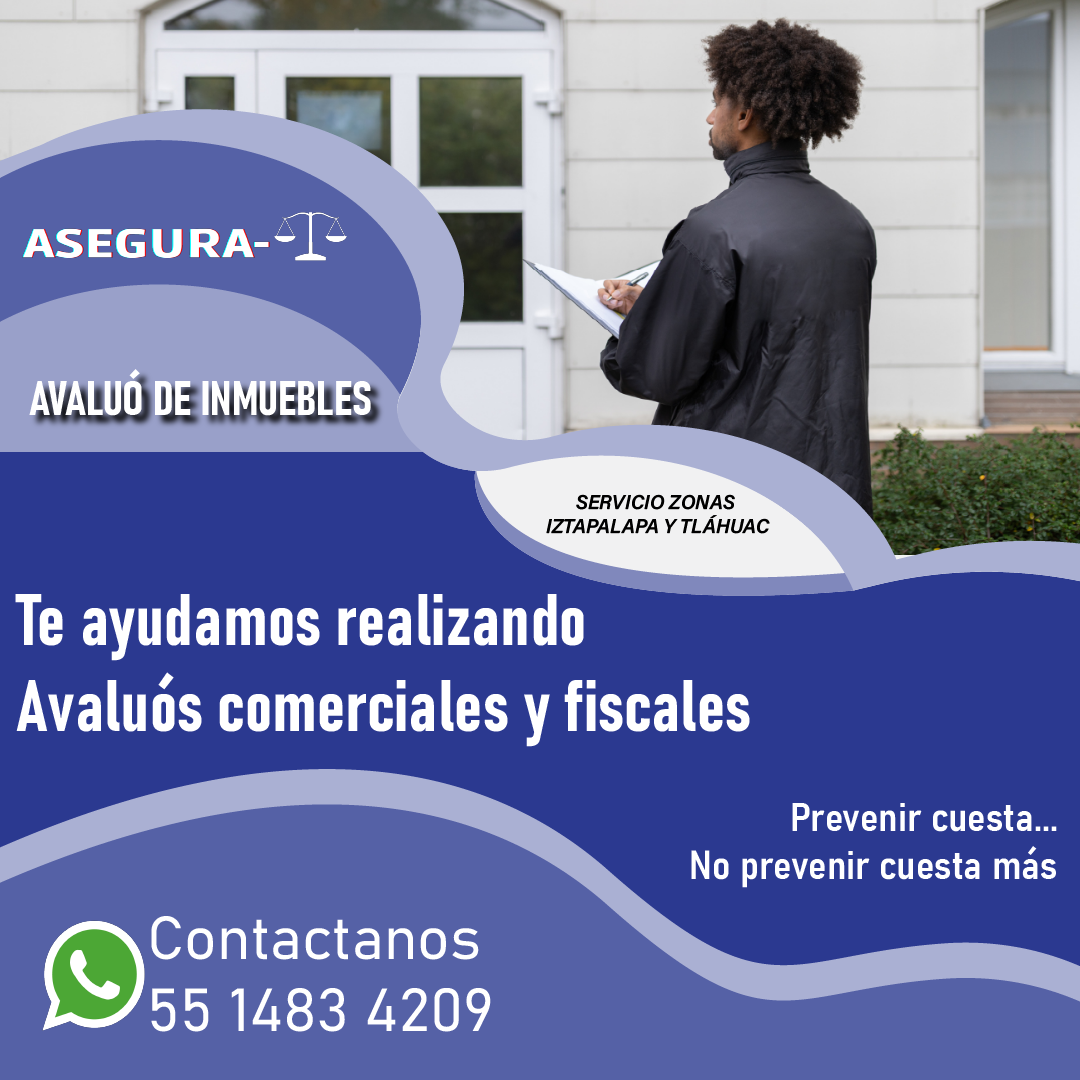 ASEGURA-
AVALUÓ DE INMUEBLES
SERVICIO ZONAS
IZTAPALAPA Y TLÁHUAC
Te ayudamos realizando
Avaluós comerciales y fiscales
Prevenir cuesta...
No prevenir cuesta más
Contactanos
55 1483 4209